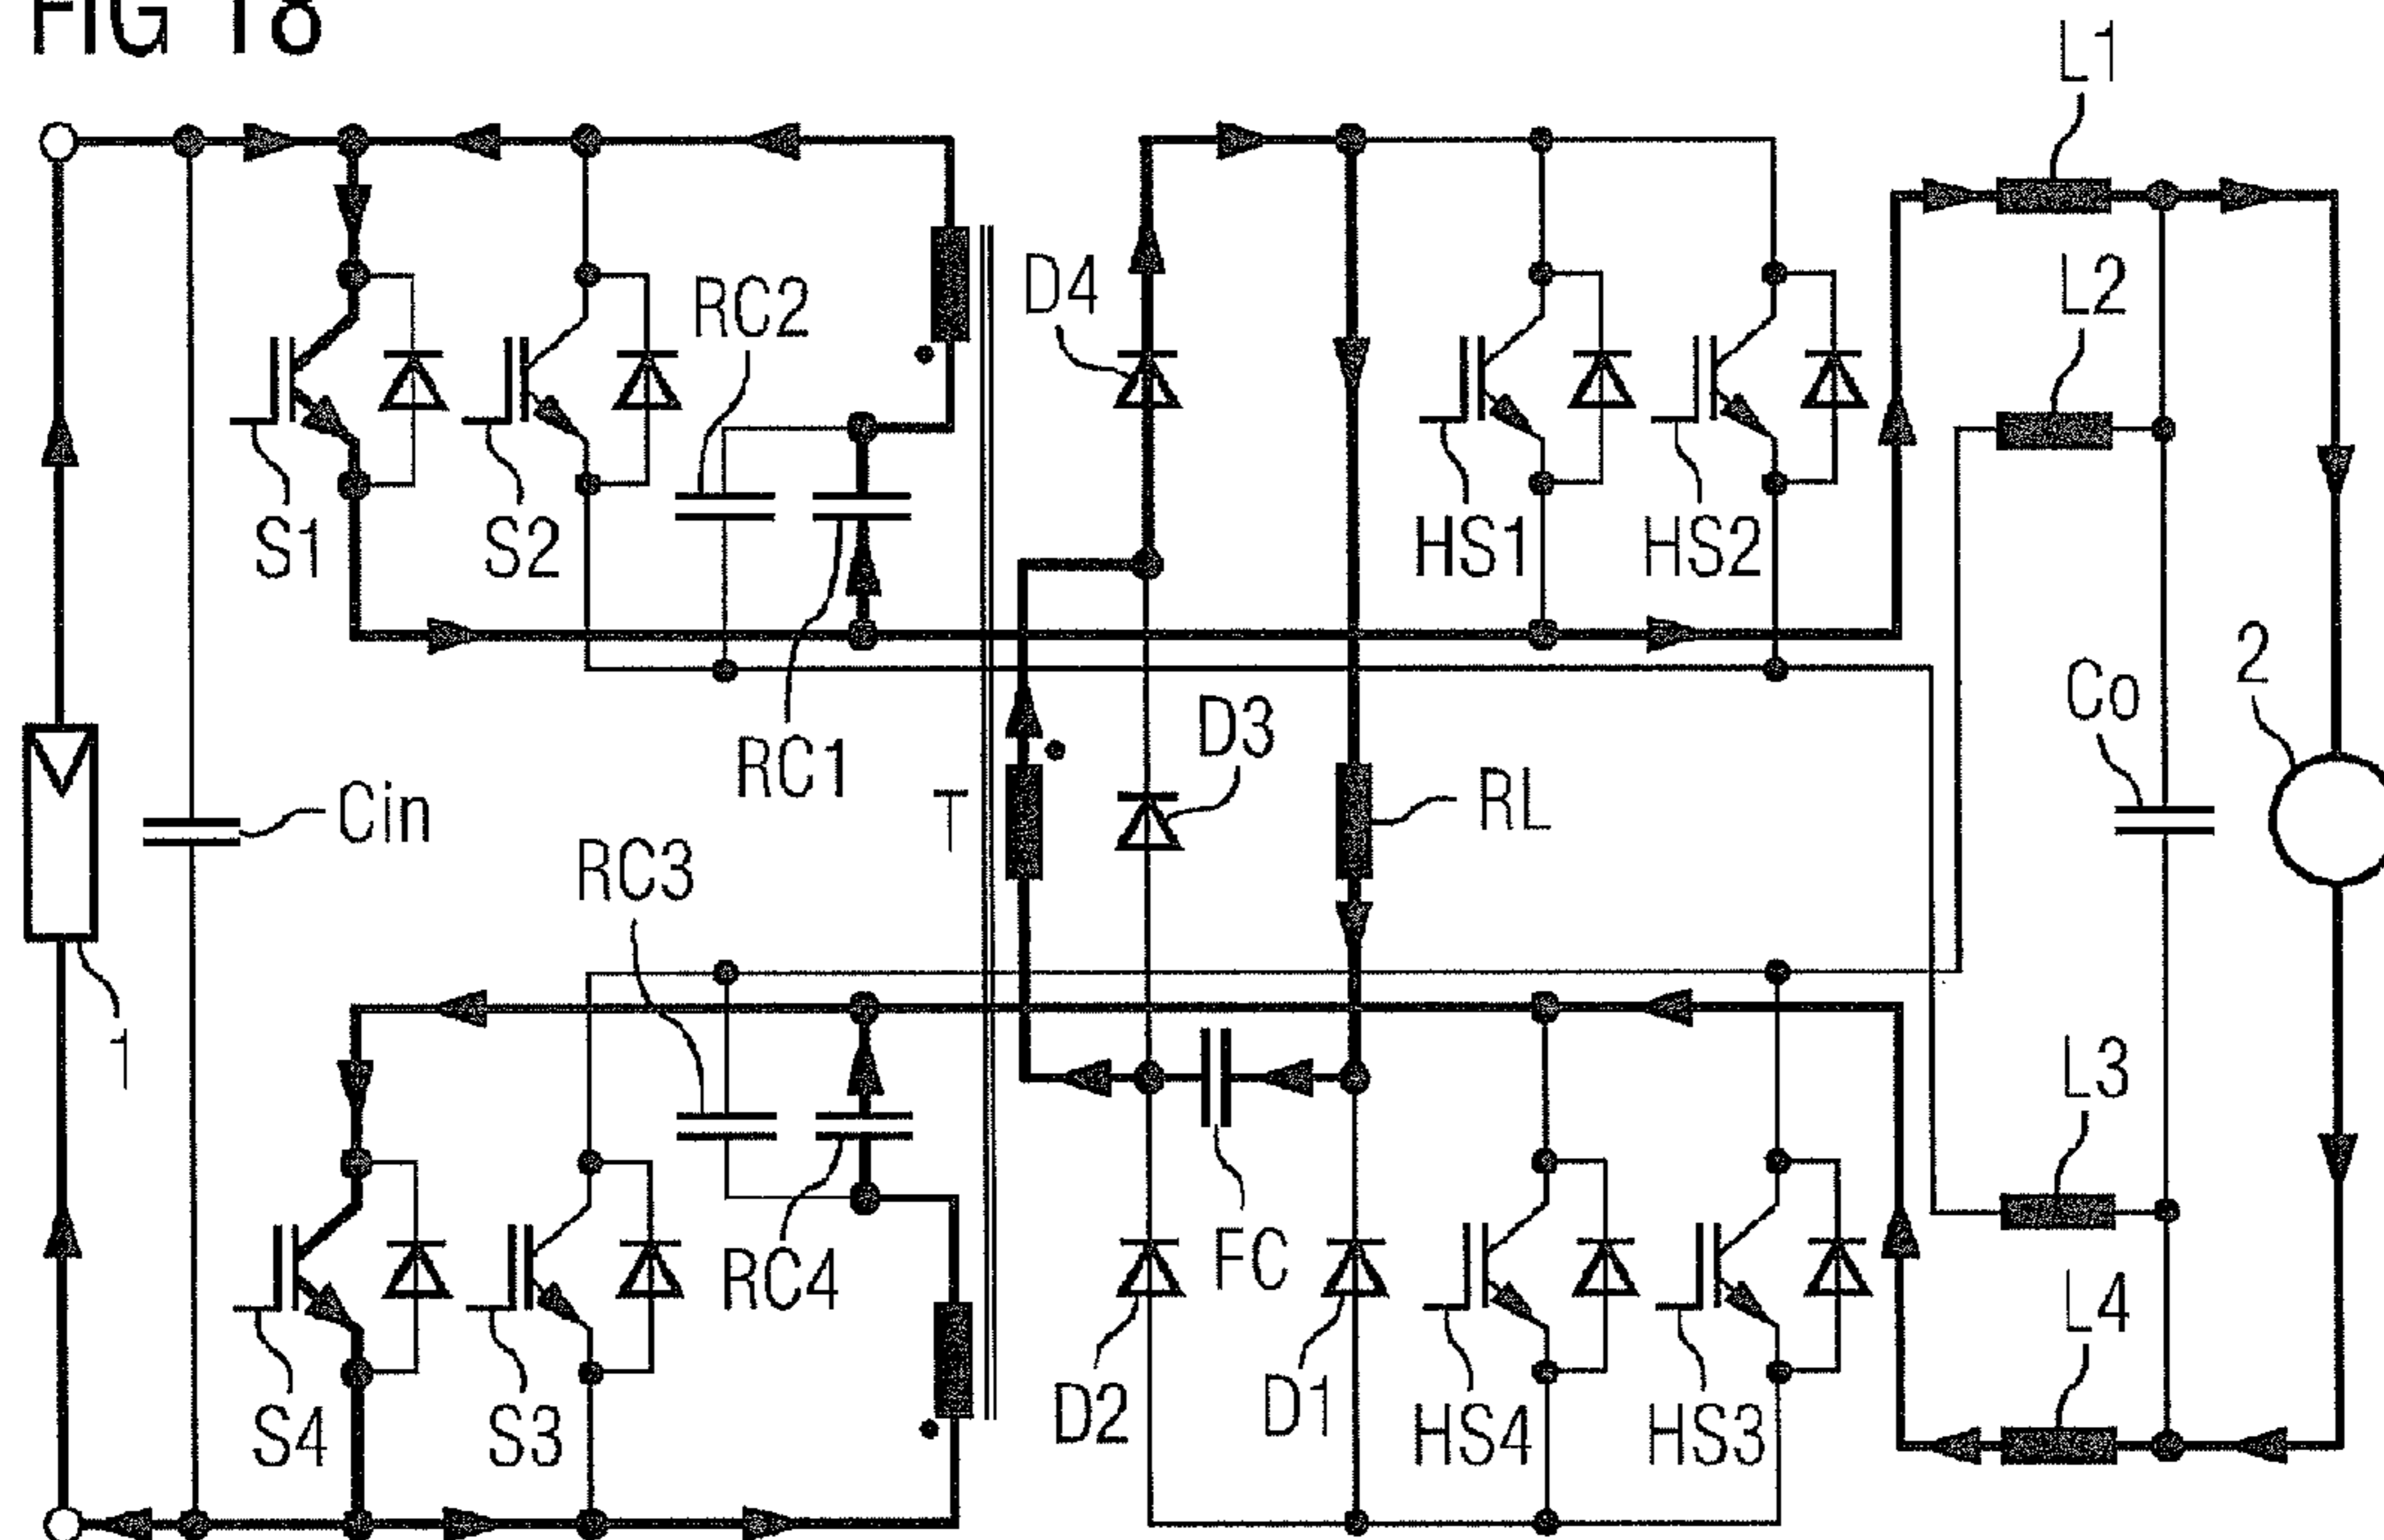 FIG 18
L1
D4
L2
RC2
S1
S2
HS1
HS2
2
Co
D3
RC1
RL
T
Cin
RC3
1
L3
FC
RC4
L4
D2
D1
S4
S3
HS4
HS3